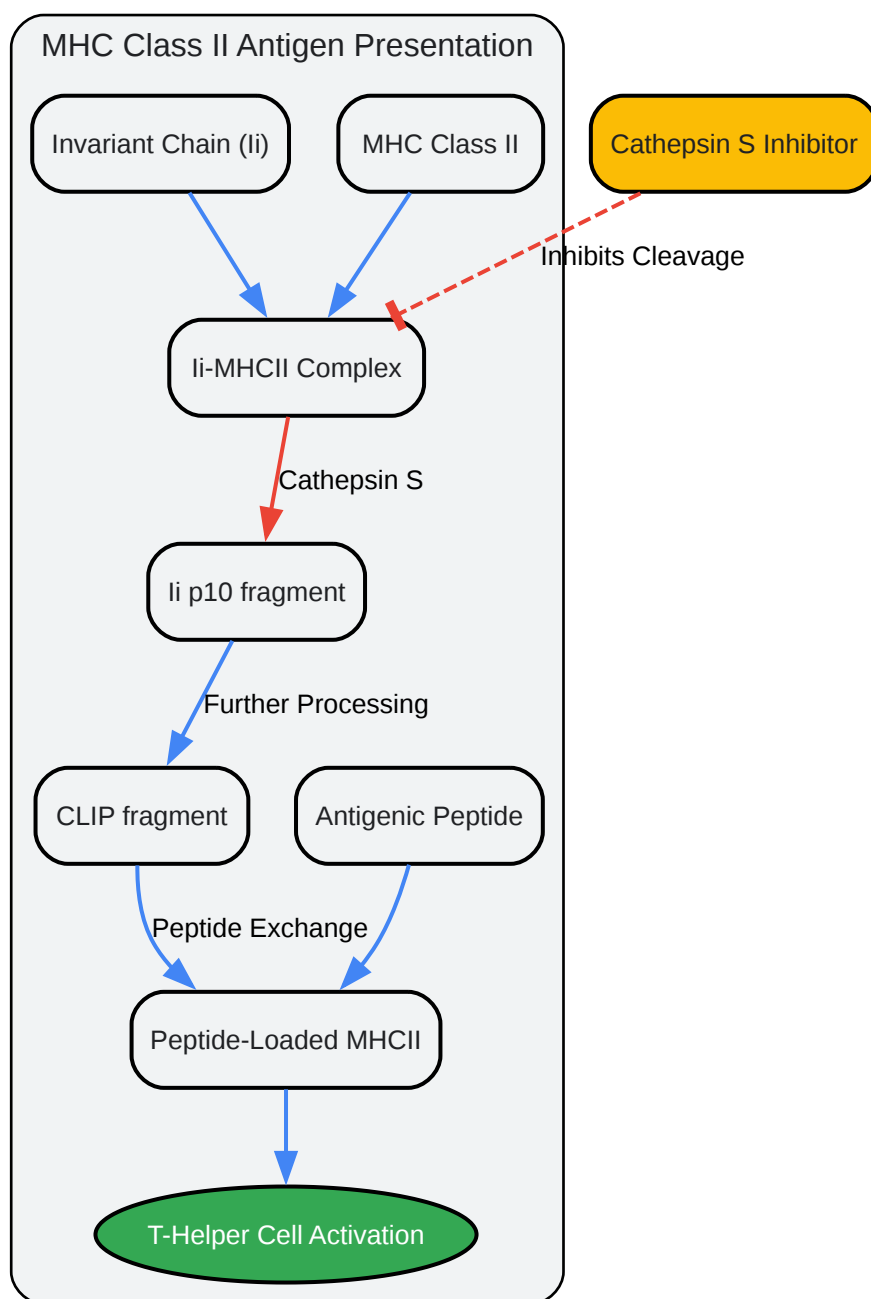 MHC Class II Antigen Presentation
Invariant Chain (Ii)
MHC Class II
Cathepsin S Inhibitor
Inhibits Cleavage
Ii-MHCII Complex
Cathepsin S
Ii p10 fragment
Further Processing
CLIP fragment
Antigenic Peptide
Peptide Exchange
Peptide-Loaded MHCII
T-Helper Cell Activation